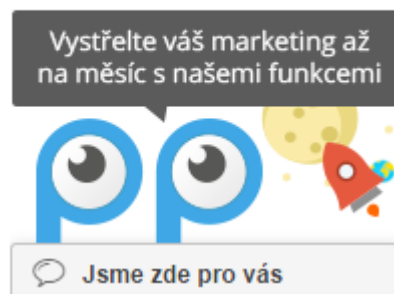 Vystřelte váš marketing až
na měsíc s našemi funkcemi
Jsme zde pro vás